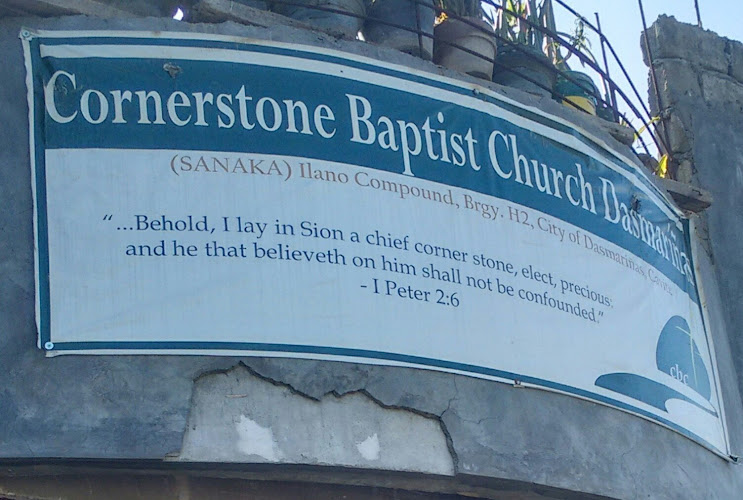 Cornerstone Baptist Church Dasmariñas
(SANAKA) Ilano Compound, Brgy. H2, City of Dasmariñas, Cavite
“...Behold, I lay in Sion a chief corner stone, elect, precious:
and he that believeth on him shall not be confounded.”
- I Peter 2:6
cbc